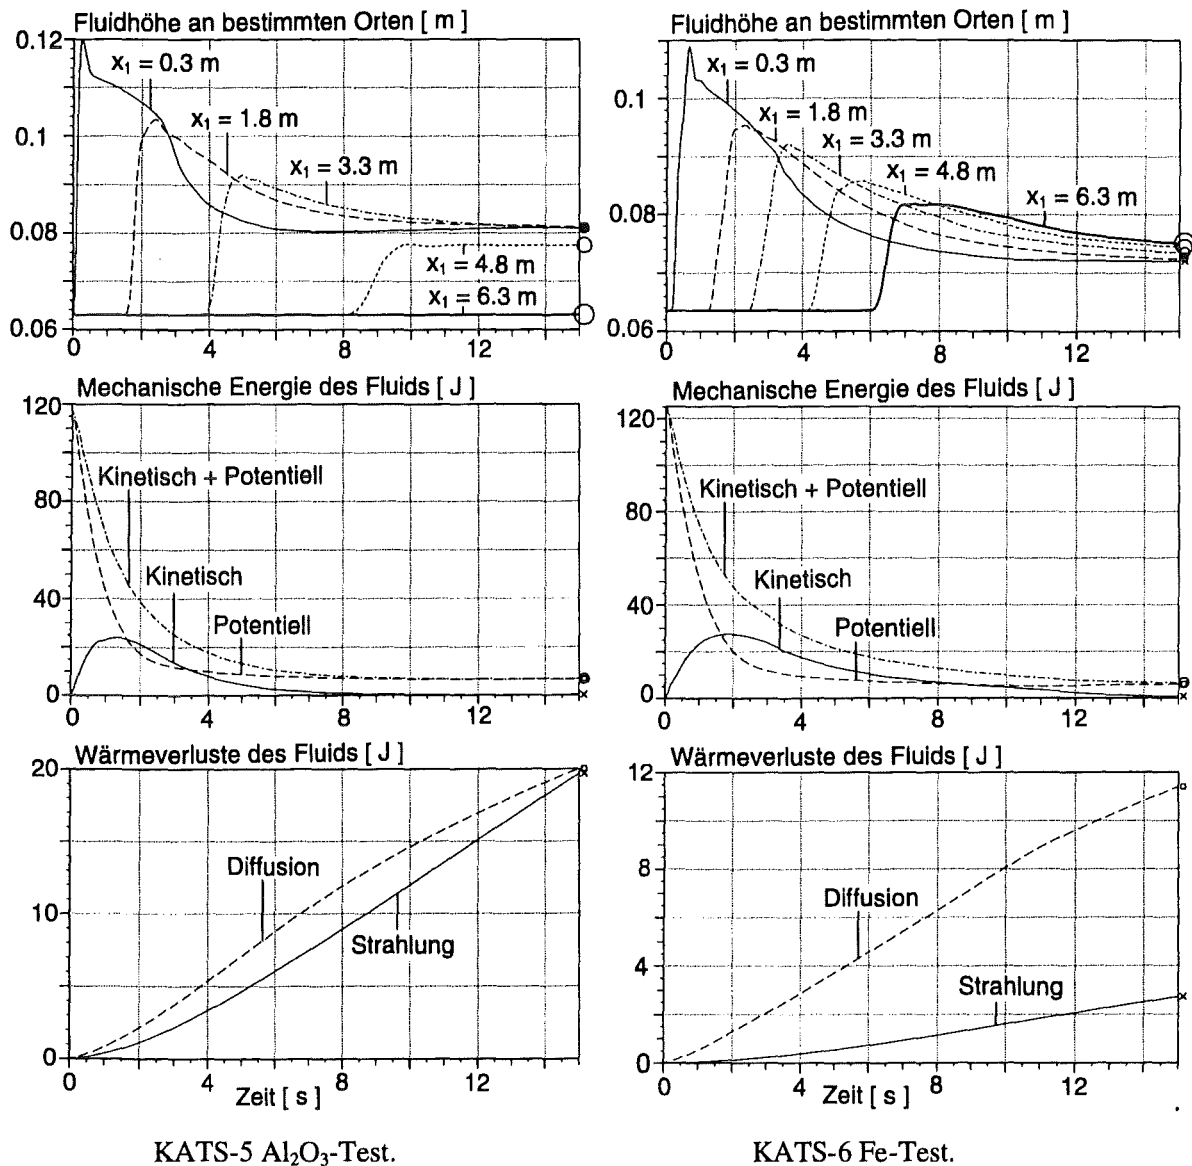 Fluidhöhe an bestimmten Orten [ m ]
0.12
0.1
0.08
0.06
x₁ = 0.3 m
x₁ = 1.8 m
x₁ = 3.3 m
x₁ = 4.8 m
x₁ = 6.3 m
0
4
8
12
Fluidhöhe an bestimmten Orten [ m ]
0.1
0.08
0.06
x₁ = 0.3 m
x₁ = 1.8 m
x₁ = 3.3 m
x₁ = 4.8 m
x₁ = 6.3 m
0
4
8
12
Mechanische Energie des Fluids [ J ]
120
80
40
0
Kinetisch + Potentiell
Kinetisch
Potentiell
0
4
8
12
Mechanische Energie des Fluids [ J ]
120
80
40
0
Kinetisch + Potentiell
Kinetisch
Potentiell
0
4
8
12
Wärmeverluste des Fluids [ J ]
20
10
0
Diffusion
Strahlung
0
4
8
12
Zeit [ s ]
Wärmeverluste des Fluids [ J ]
12
8
4
0
Diffusion
Strahlung
0
4
8
12
Zeit [ s ]
KATS-5 Al₂O₃-Test.
KATS-6 Fe-Test.